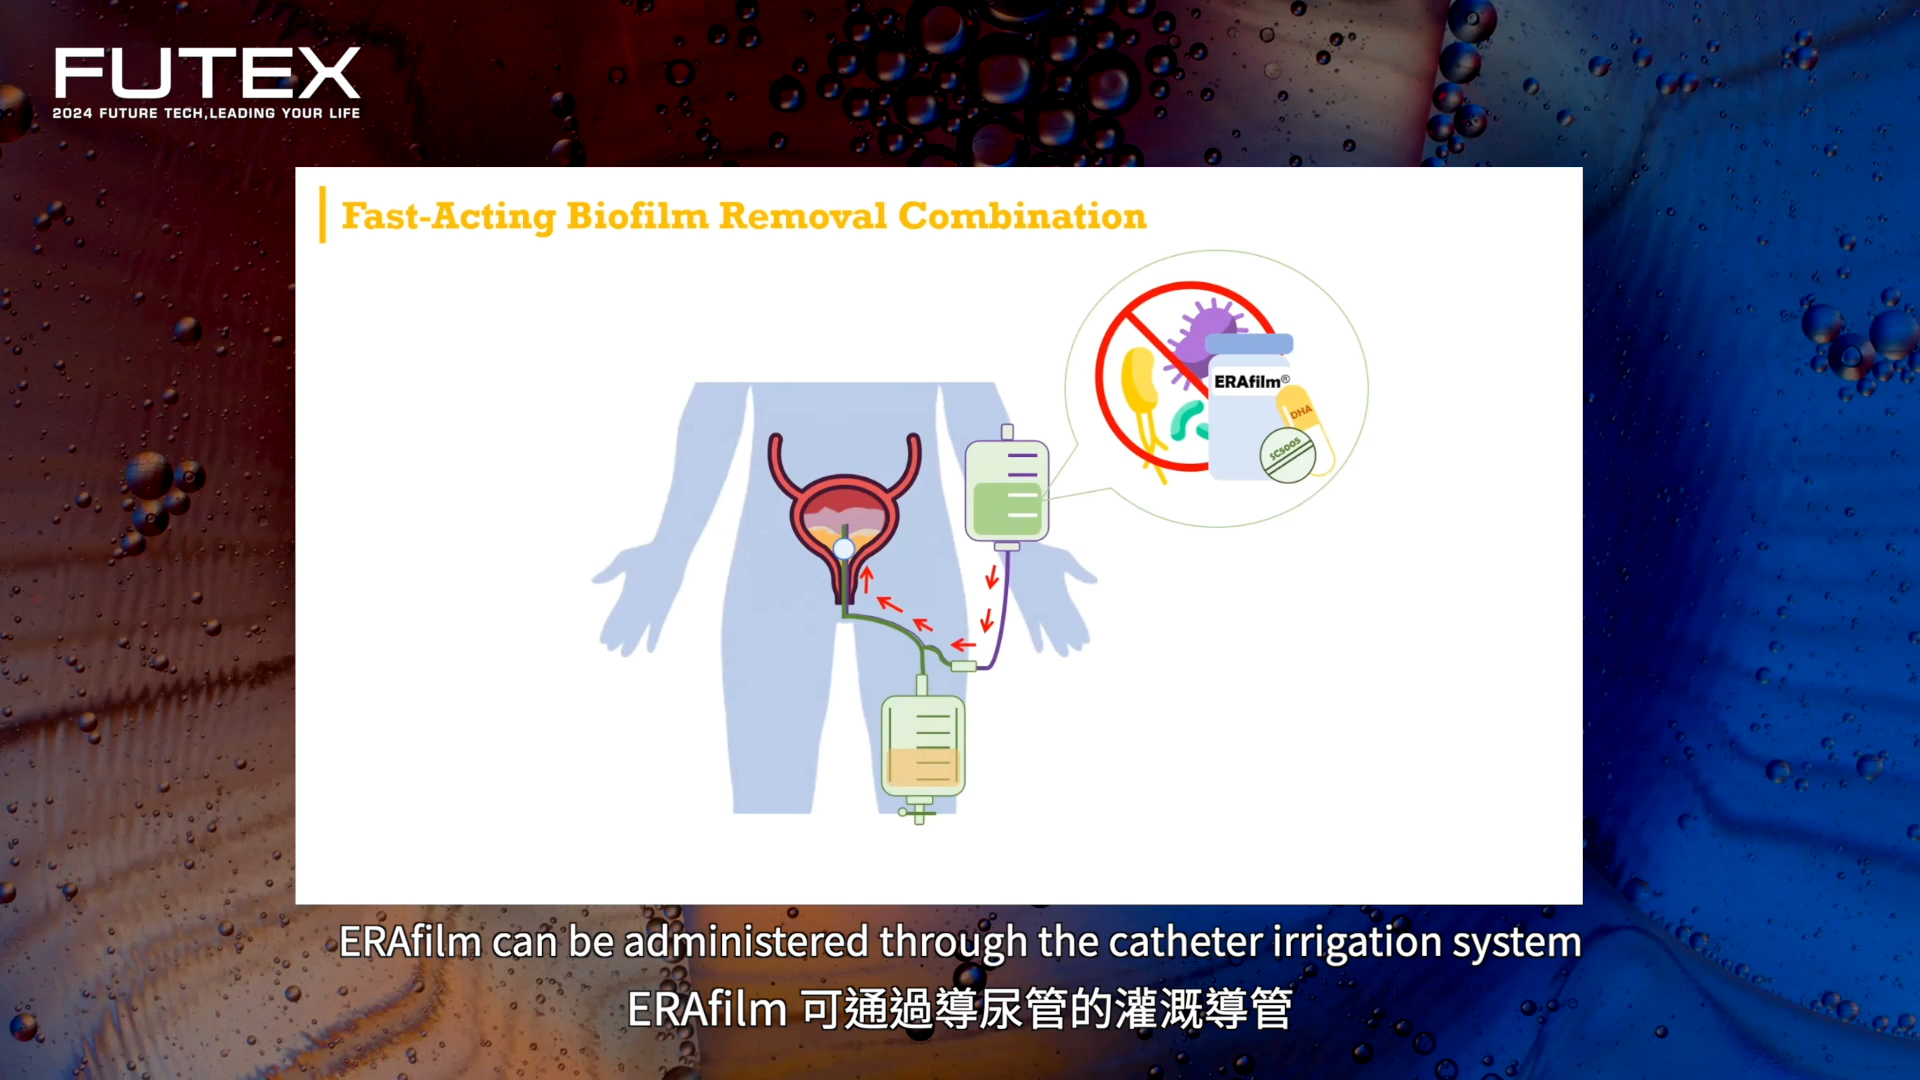 FUTEX
2024 FUTURE TECH,LEADING YOUR LIFE
Fast-Acting Biofilm Removal Combination
ERAfilm®
DHA
SC5005
ERAfilm can be administered through the catheter irrigation system
ERAfilm 可通過導尿管的灌溉導管